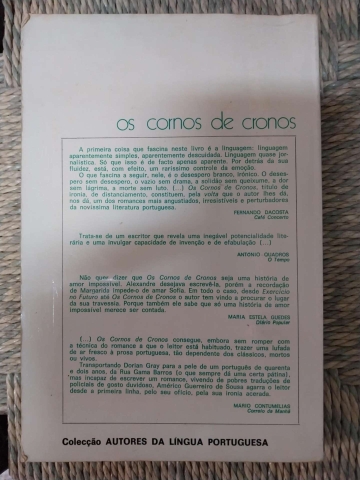 os cornos de cronos
A primeira coisa que fascina neste livro é a linguagem: linguagem
aparentemente simples, aparentemente descuidada. Linguagem quase jor-
nalística. Só que isso é de facto apenas aparente. Por detrás da sua
fluidez, está, com efeito, um raríssimo controle da emoção.
O que fascina a seguir, nele, é o desespero branco, irónico. O deses-
pero sem desespero, o vazio sem drama, a solidão sem queixume, a dor
sem lágrima, a morte sem luto. (...) Os Cornos de Cronos, título de
ironia, de distanciamento, constituem, pela volta que o autor lhes dá,
nos dá, um dos romances mais angustiados, irresistíveis e perturbadores
da novíssima literatura portuguesa.
FERNANDO DACOSTA
Café Concerto
Trata-se de um escritor que revela uma inegável potencialidade lite-
rária e uma invulgar capacidade de invenção e de efabulação (...)
ANTÓNIO QUADROS
O Tempo
Não quer dizer que Os Cornos de Cronos seja uma história de
amor impossível. Alexandre desejava escrevê-la, porém a recordação
de Margarida impede-o de amar Sofia. Em todo o caso, desde Exercício
no Futuro até Os Cornos de Cronos o autor tem vindo a procurar o lugar
da sua travessia. Porque também ele sabe que só uma história de amor
impossível merece ser contada.
MARIA ESTELA GUEDES
Diário Popular
(...) Os Cornos de Cronos consegue, embora sem romper com
a técnica do romance a que o leitor está habituado, trazer uma lufada
de ar fresco à prosa portuguesa, tão dependente dos clássicos, mortos
ou vivos.
Transportando Dorian Gray para a pele de um português de quarenta
e dois anos, da Rua Gama Barros (o que sempre dá uma certa pátina),
mas incapaz de escrever um romance, vivendo de pobres traduções
de policiais de gosto duvidoso, Américo Guerreiro de Sousa agarra o leitor
desde a primeira linha, pelo seu ofício, pela sua ironia acerada.
MÁRIO CONTUMÉLIAS
Correio da Manhã
Colecção AUTORES DA LÍNGUA PORTUGUESA